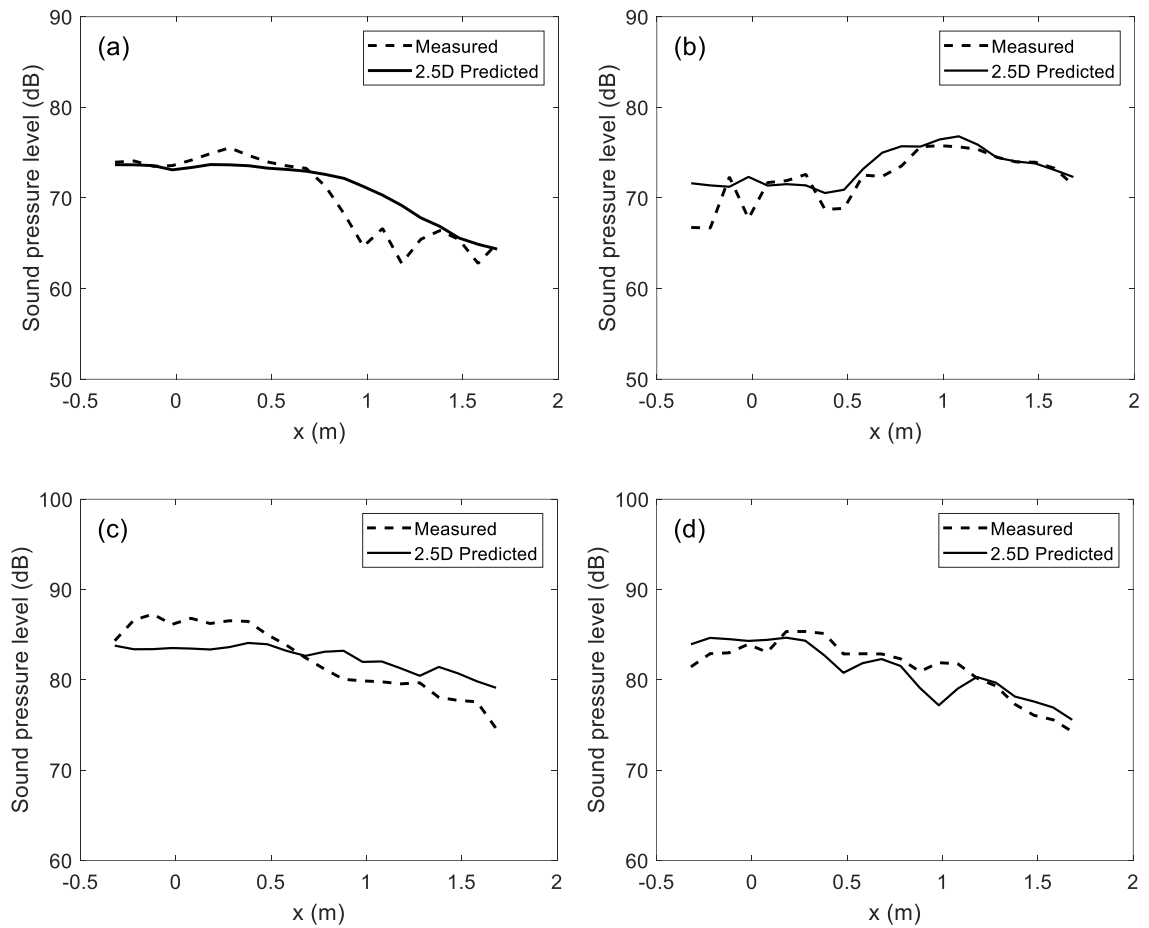 (a)
Measured
2.5D Predicted
90
80
70
60
50
Sound pressure level (dB)
-0.5 0 0.5 1 1.5 2
x (m)
(b)
Measured
2.5D Predicted
90
80
70
60
50
Sound pressure level (dB)
-0.5 0 0.5 1 1.5 2
x (m)
(c)
Measured
2.5D Predicted
100
90
80
70
60
Sound pressure level (dB)
-0.5 0 0.5 1 1.5 2
x (m)
(d)
Measured
2.5D Predicted
100
90
80
70
60
Sound pressure level (dB)
-0.5 0 0.5 1 1.5 2
x (m)